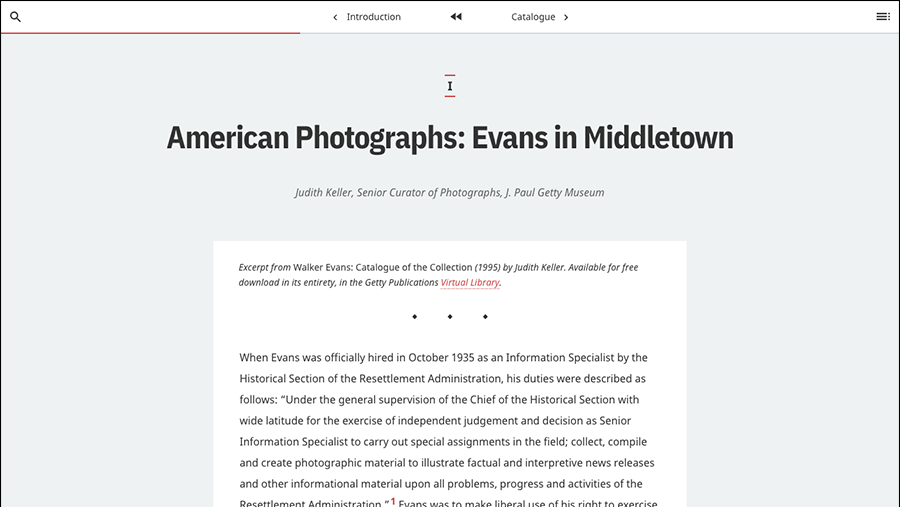 Introduction
Catalogue
I
American Photographs: Evans in Middletown
Judith Keller, Senior Curator of Photographs, J. Paul Getty Museum
Excerpt from Walker Evans: Catalogue of the Collection (1995) by Judith Keller. Available for free
download in its entirety, in the Getty Publications Virtual Library.
When Evans was officially hired in October 1935 as an Information Specialist by the
Historical Section of the Resettlement Administration, his duties were described as
follows: “Under the general supervision of the Chief of the Historical Section with
wide latitude for the exercise of independent judgement and decision as Senior
Information Specialist to carry out special assignments in the field; collect, compile
and create photographic material to illustrate factual and interpretive news releases
and other informational material upon all problems, progress and activities of the
Resettlement Administration.”1 Evans was to make liberal use of his right to exercise